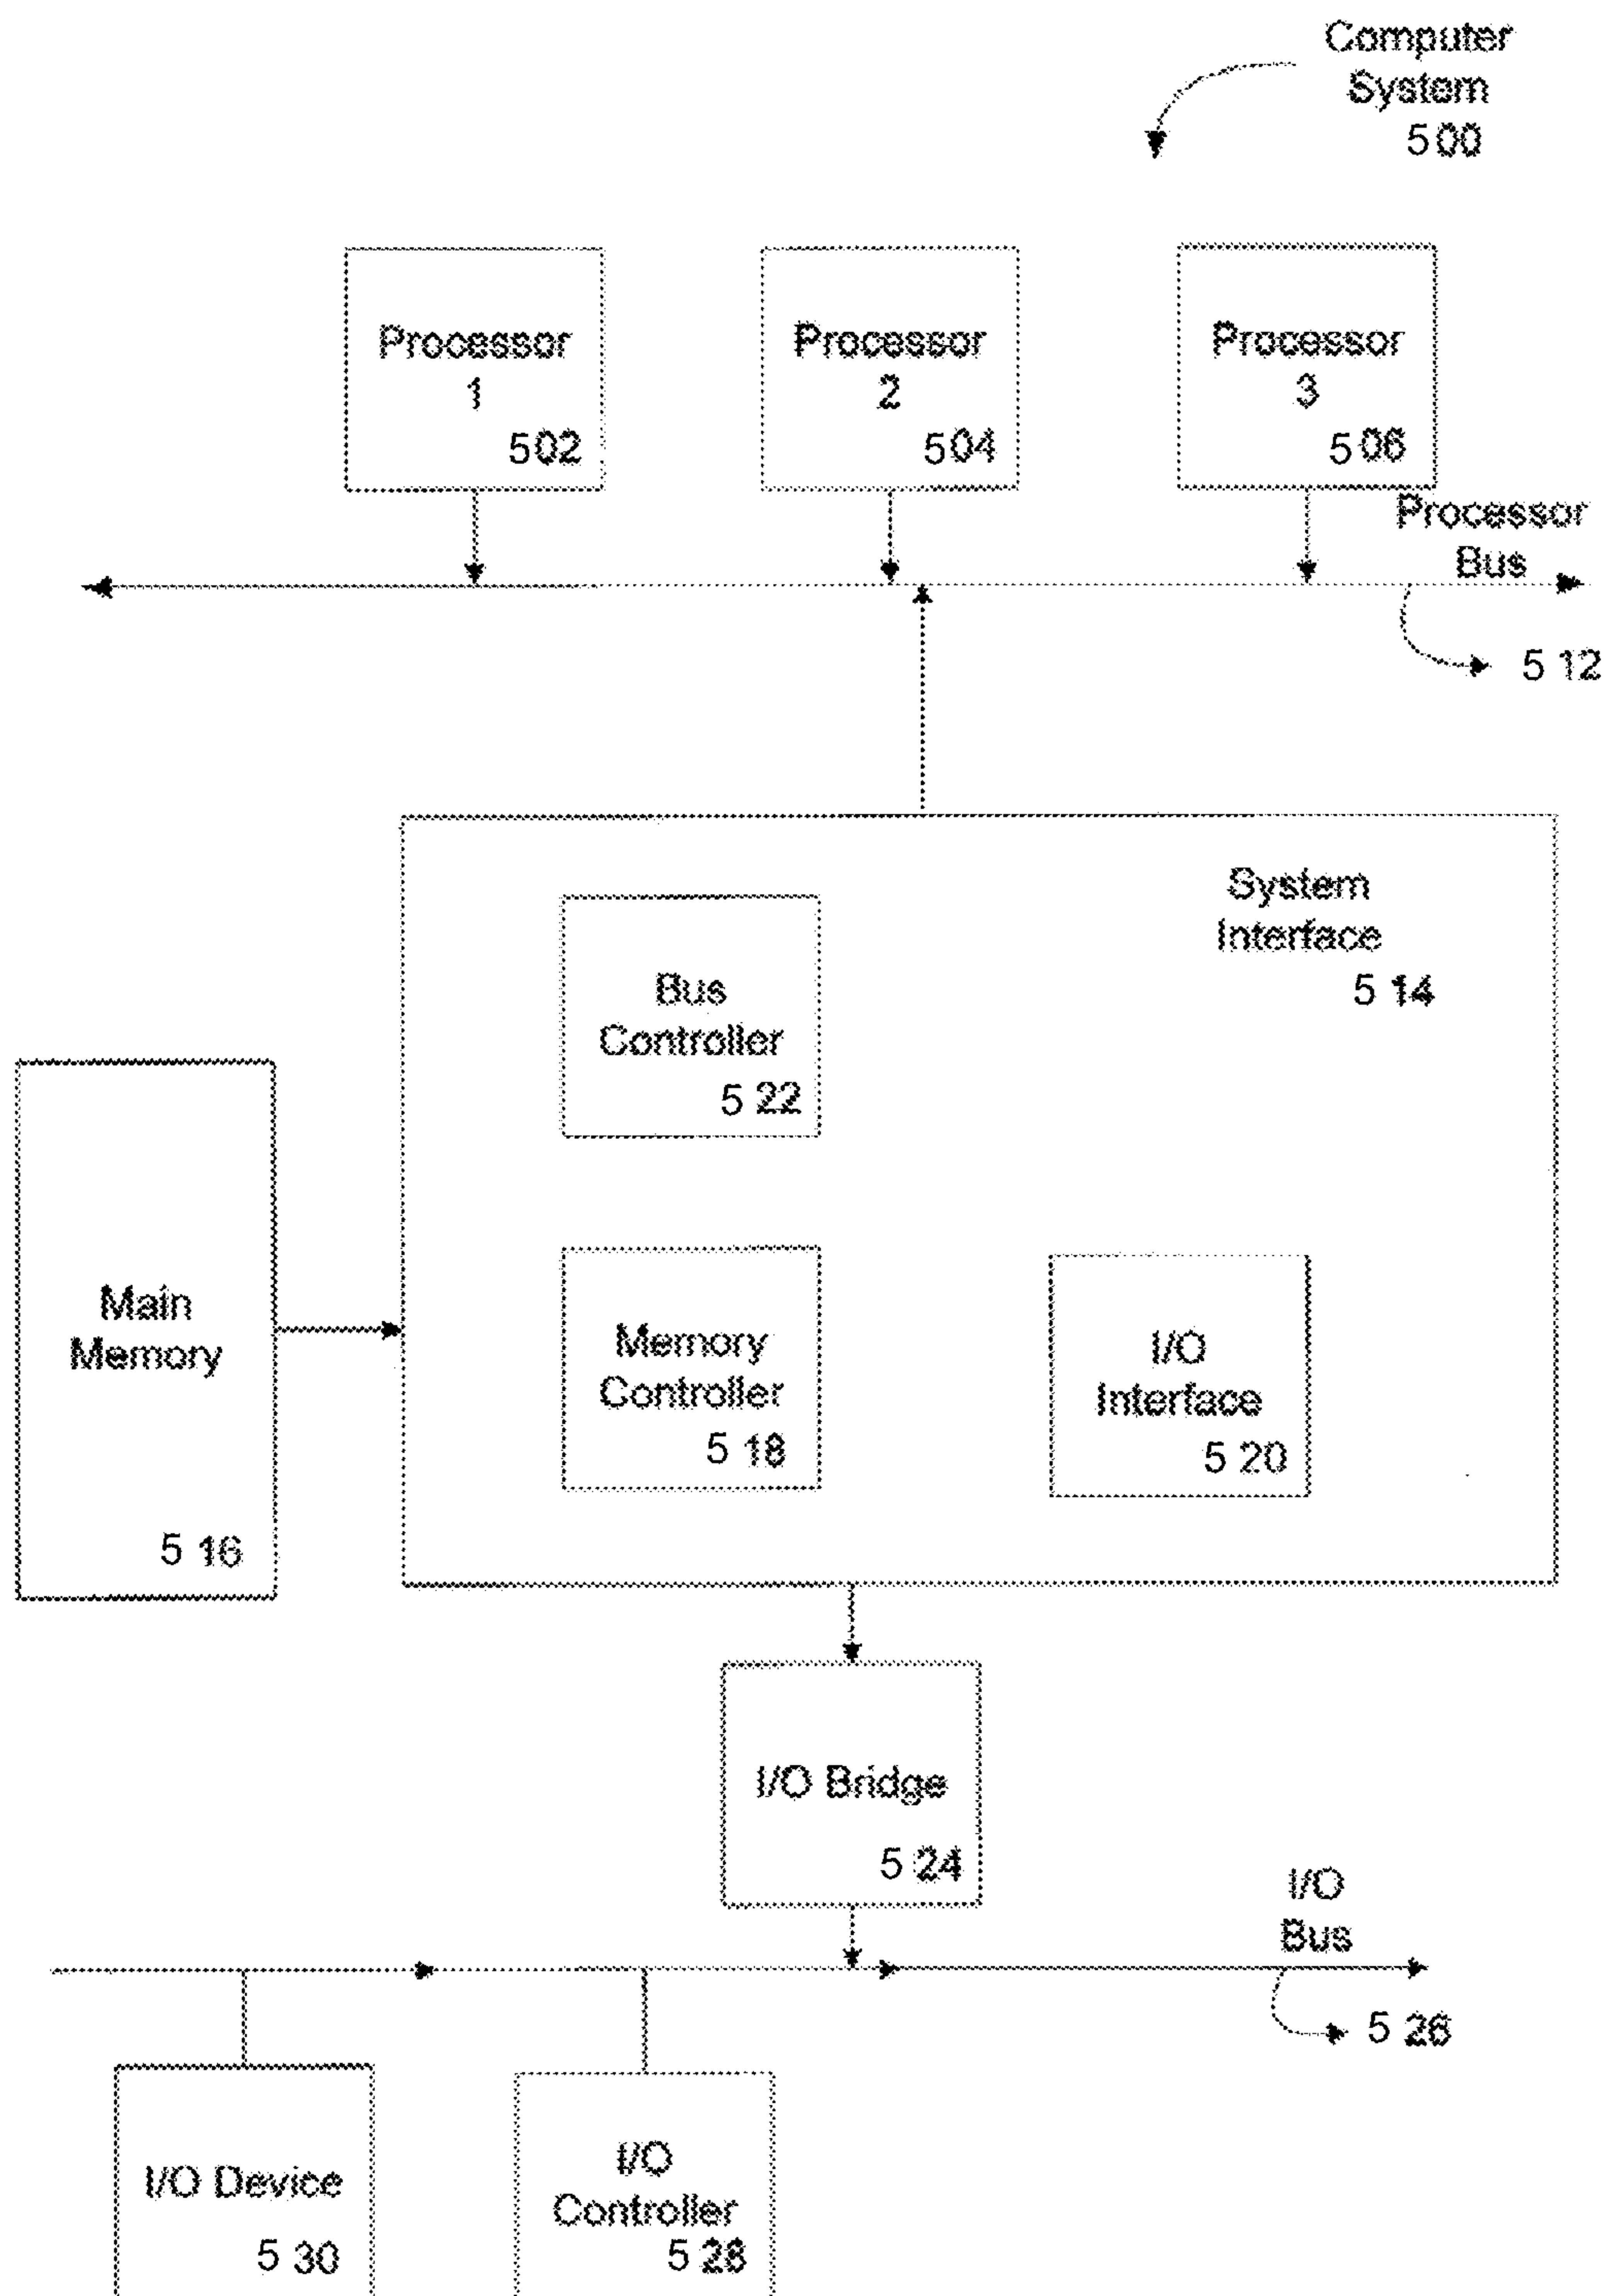 Computer
System
500
Processor
1
502
Processor
2
504
Processor
3
506
Processor
Bus
512
System
Interface
514
Bus
Controller
522
Main
Memory
516
Memory
Controller
518
I/O
Interface
520
I/O Bridge
524
I/O
Bus
526
I/O Device
530
I/O
Controller
528